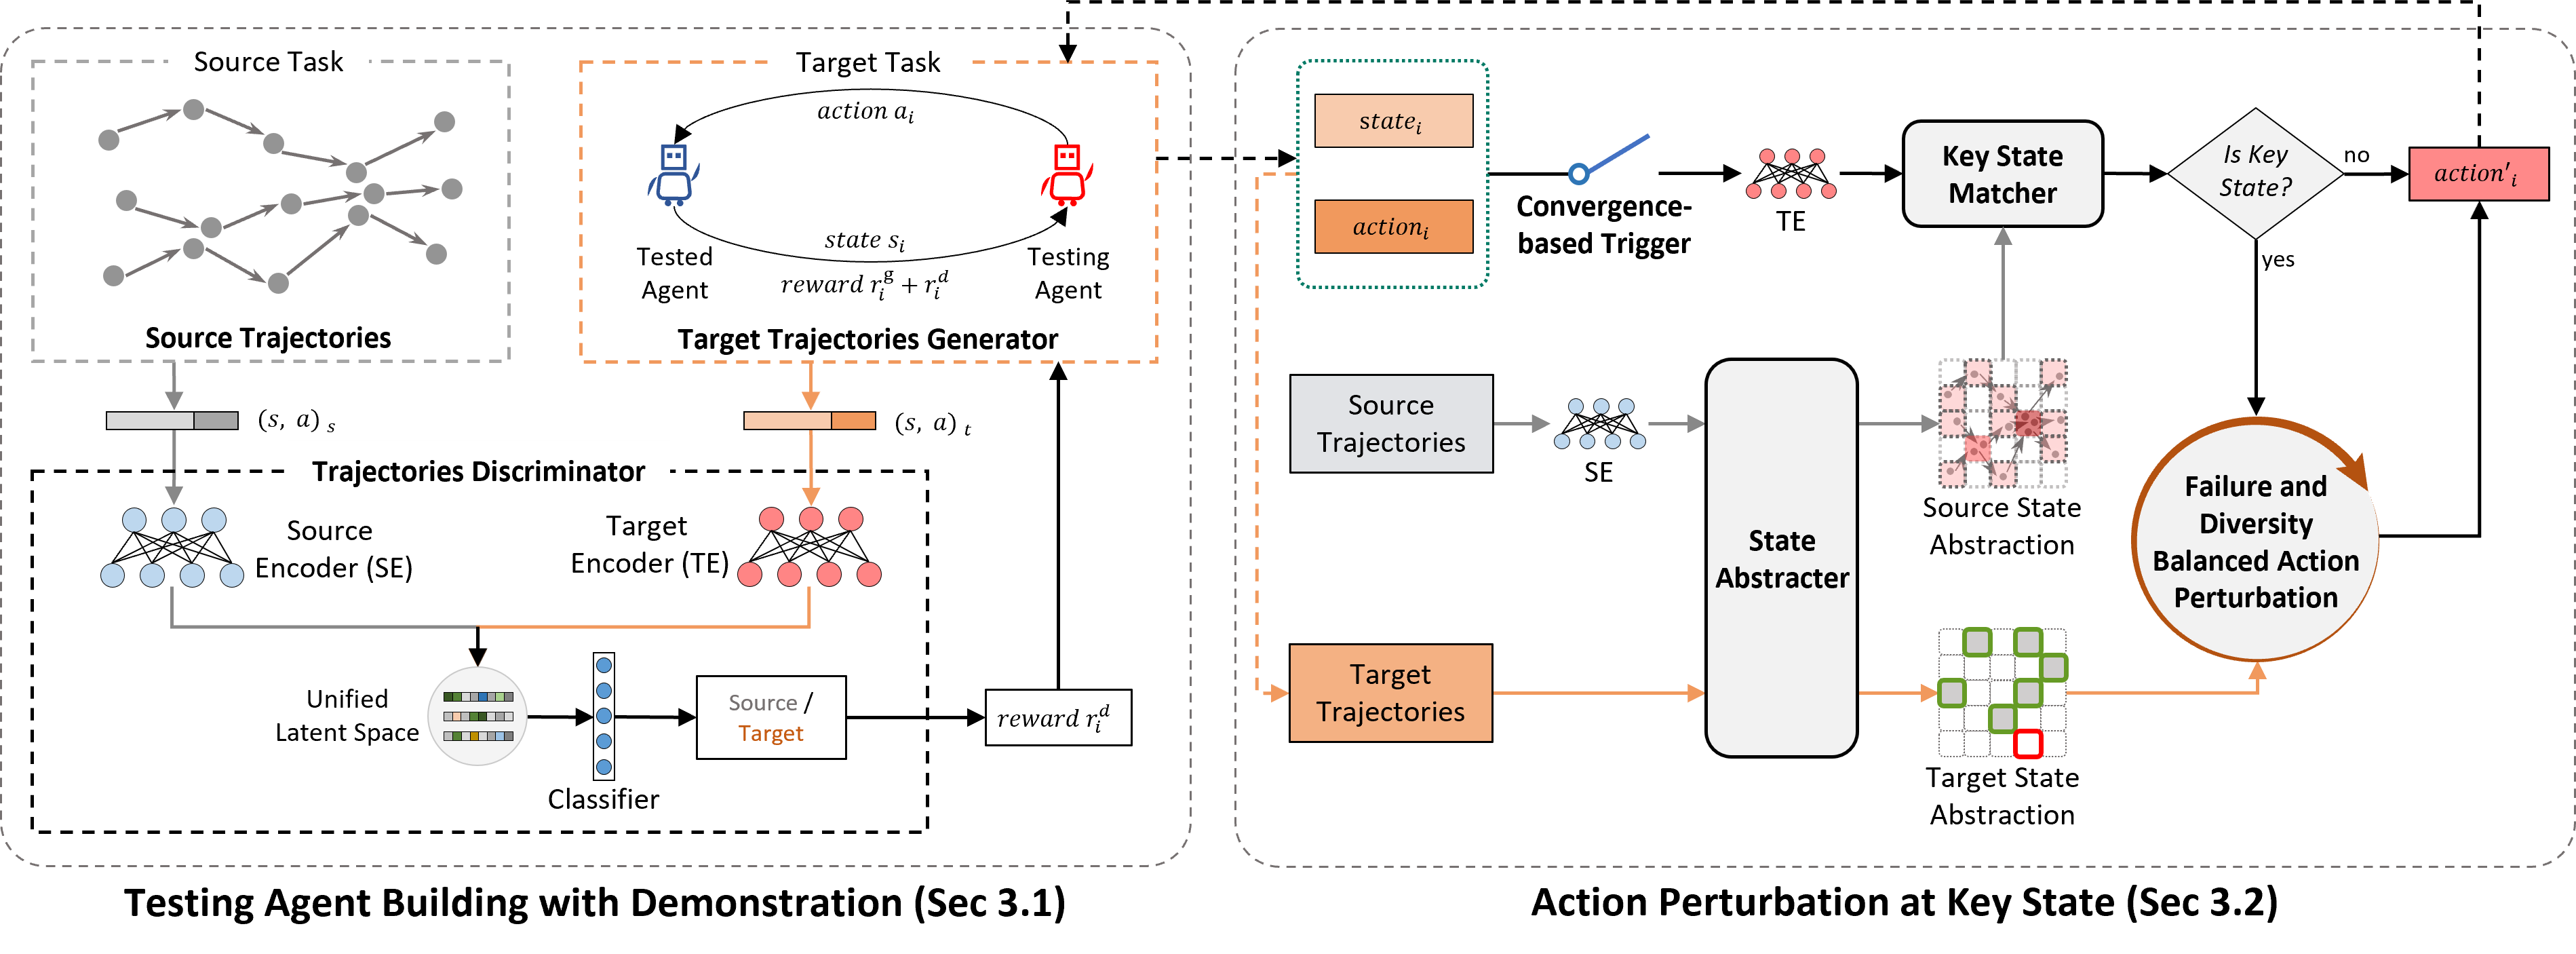 Source Task
Source Trajectories
(s, a) s
Target Task
action a_i
state s_i
reward r_i^g + r_i^d
Tested
Agent
Testing
Agent
Target Trajectories Generator
(s, a) t
Trajectories Discriminator
Source
Encoder (SE)
Target
Encoder (TE)
Unified
Latent Space
Classifier
Source /
Target
reward r_i^d
Testing Agent Building with Demonstration (Sec 3.1)
state_i
action_i
Convergence-
based Trigger
TE
Key State
Matcher
Is Key
State?
no
yes
action'_i
Source
Trajectories
SE
State
Abstracter
Source State
Abstraction
Failure and
Diversity
Balanced Action
Perturbation
Target
Trajectories
Target State
Abstraction
Action Perturbation at Key State (Sec 3.2)